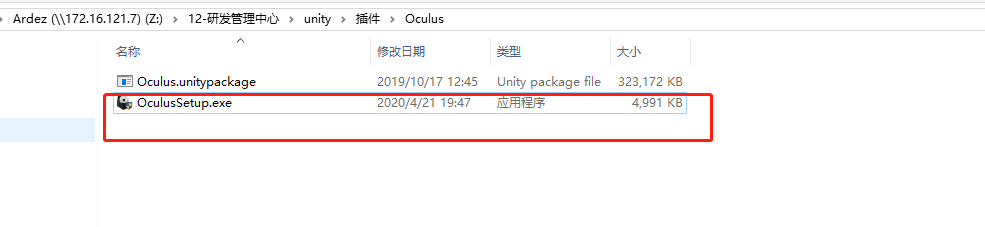 Ardez (\\172.16.121.7) (Z:) > 12-研发管理中心 > unity > 插件 > Oculus
名称 修改日期 类型 大小
Oculus.unitypackage 2019/10/17 12:45 Unity package file 323,172 KB
OculusSetup.exe 2020/4/21 19:47 应用程序 4,991 KB